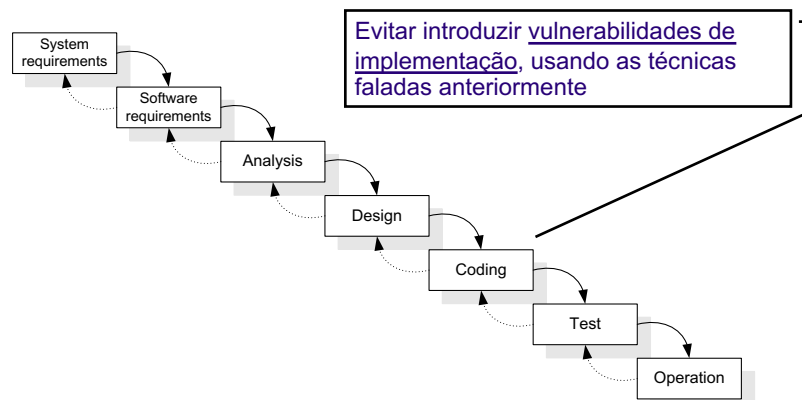 Evitar introduzir vulnerabilidades de
implementação, usando as técnicas
faladas anteriormente
System
requirements
Software
requirements
Analysis
Design
Coding
Test
Operation